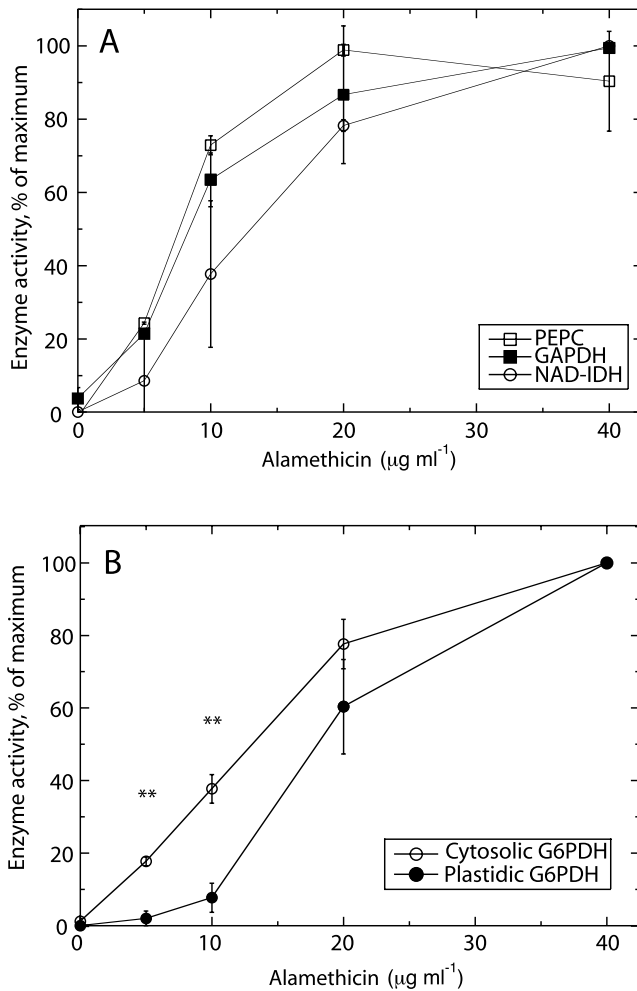 A
Enzyme activity, % of maximum
100
80
60
40
20
0
PEPC
GAPDH
NAD-IDH
0 10 20 30 40
Alamethicin (μg ml⁻¹)
B
Enzyme activity, % of maximum
100
80
60
40
20
0
**
**
Cytosolic G6PDH
Plastidic G6PDH
0 10 20 30 40
Alamethicin (μg ml⁻¹)